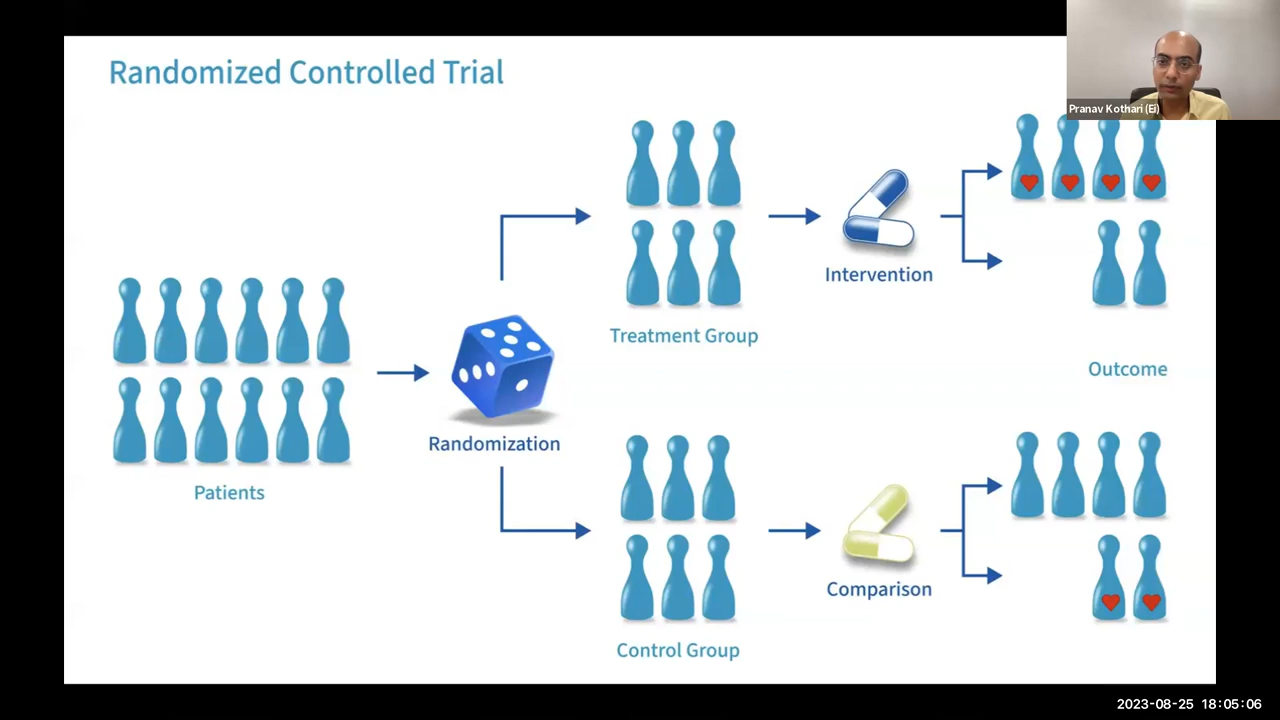 Randomized Controlled Trial
Pranav Kothari (Ei)
Intervention
Treatment Group
Outcome
Randomization
Patients
Comparison
Control Group
2023-08-25 18:05:06